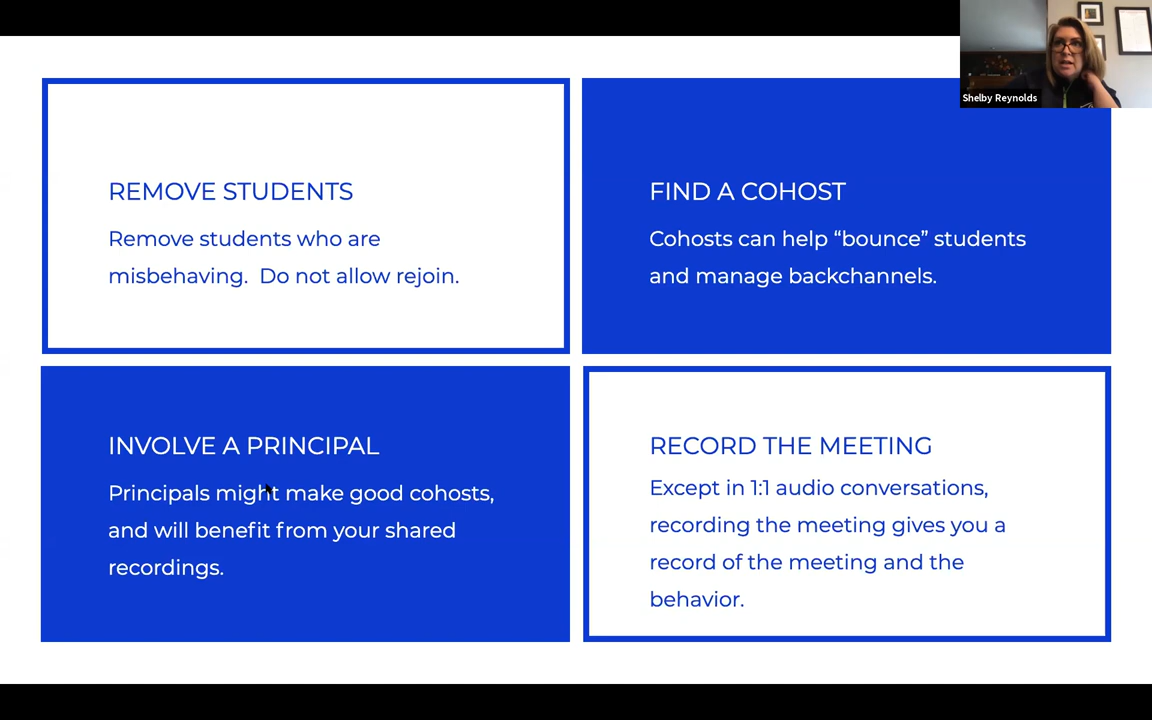 Shelby Reynolds
REMOVE STUDENTS
Remove students who are
misbehaving.  Do not allow rejoin.
FIND A COHOST
Cohosts can help “bounce” students
and manage backchannels.
INVOLVE A PRINCIPAL
Principals might make good cohosts,
and will benefit from your shared
recordings.
RECORD THE MEETING
Except in 1:1 audio conversations,
recording the meeting gives you a
record of the meeting and the
behavior.